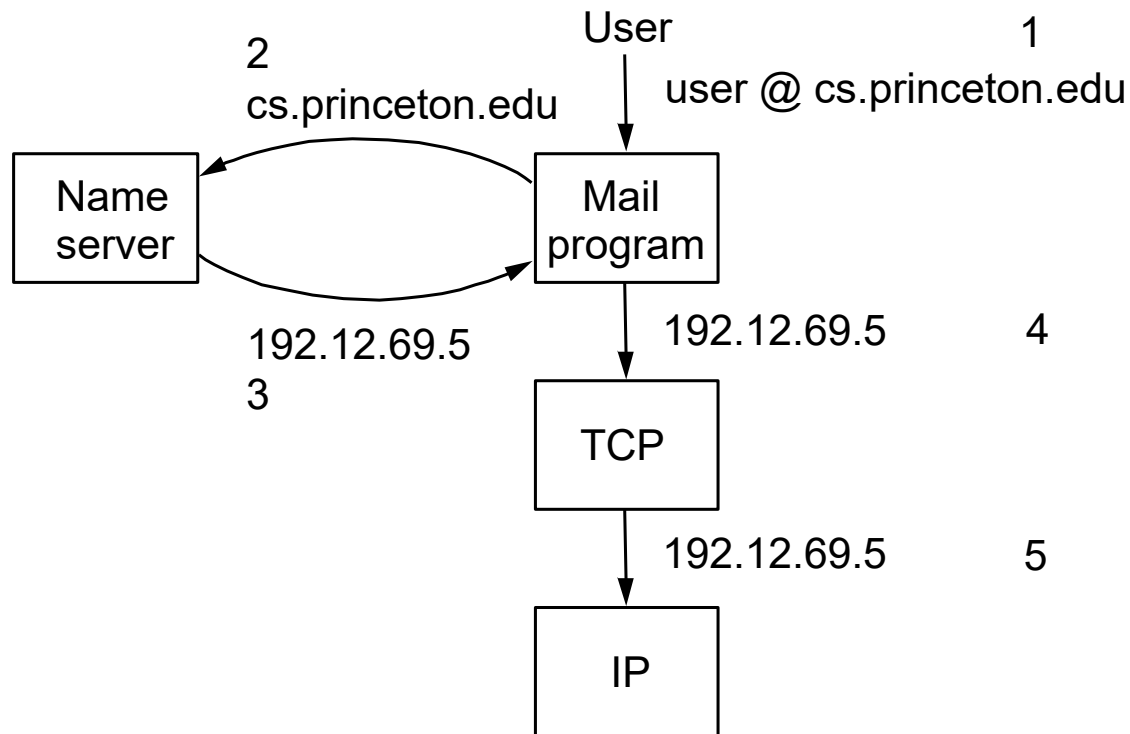 User
1
user @ cs.princeton.edu
2
cs.princeton.edu
Name
server
Mail
program
192.12.69.5
3
192.12.69.5
4
TCP
192.12.69.5
5
IP